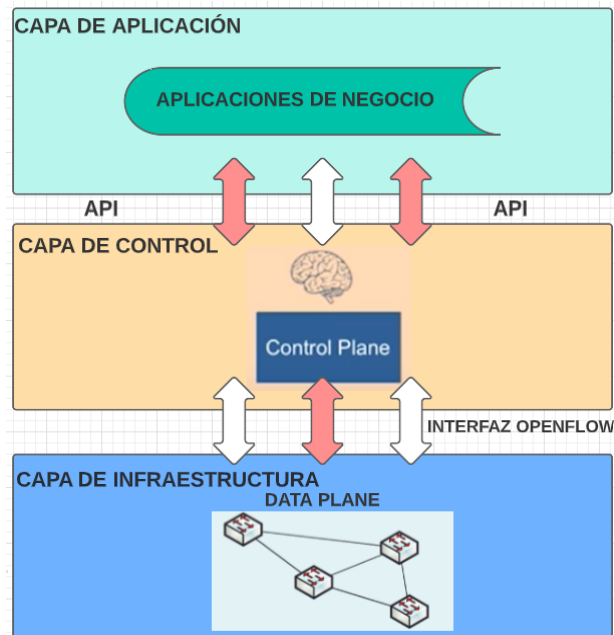 CAPA DE APLICACIÓN
APLICACIONES DE NEGOCIO
API
API
CAPA DE CONTROL
Control Plane
INTERFAZ OPENFLOW
CAPA DE INFRAESTRUCTURA
DATA PLANE